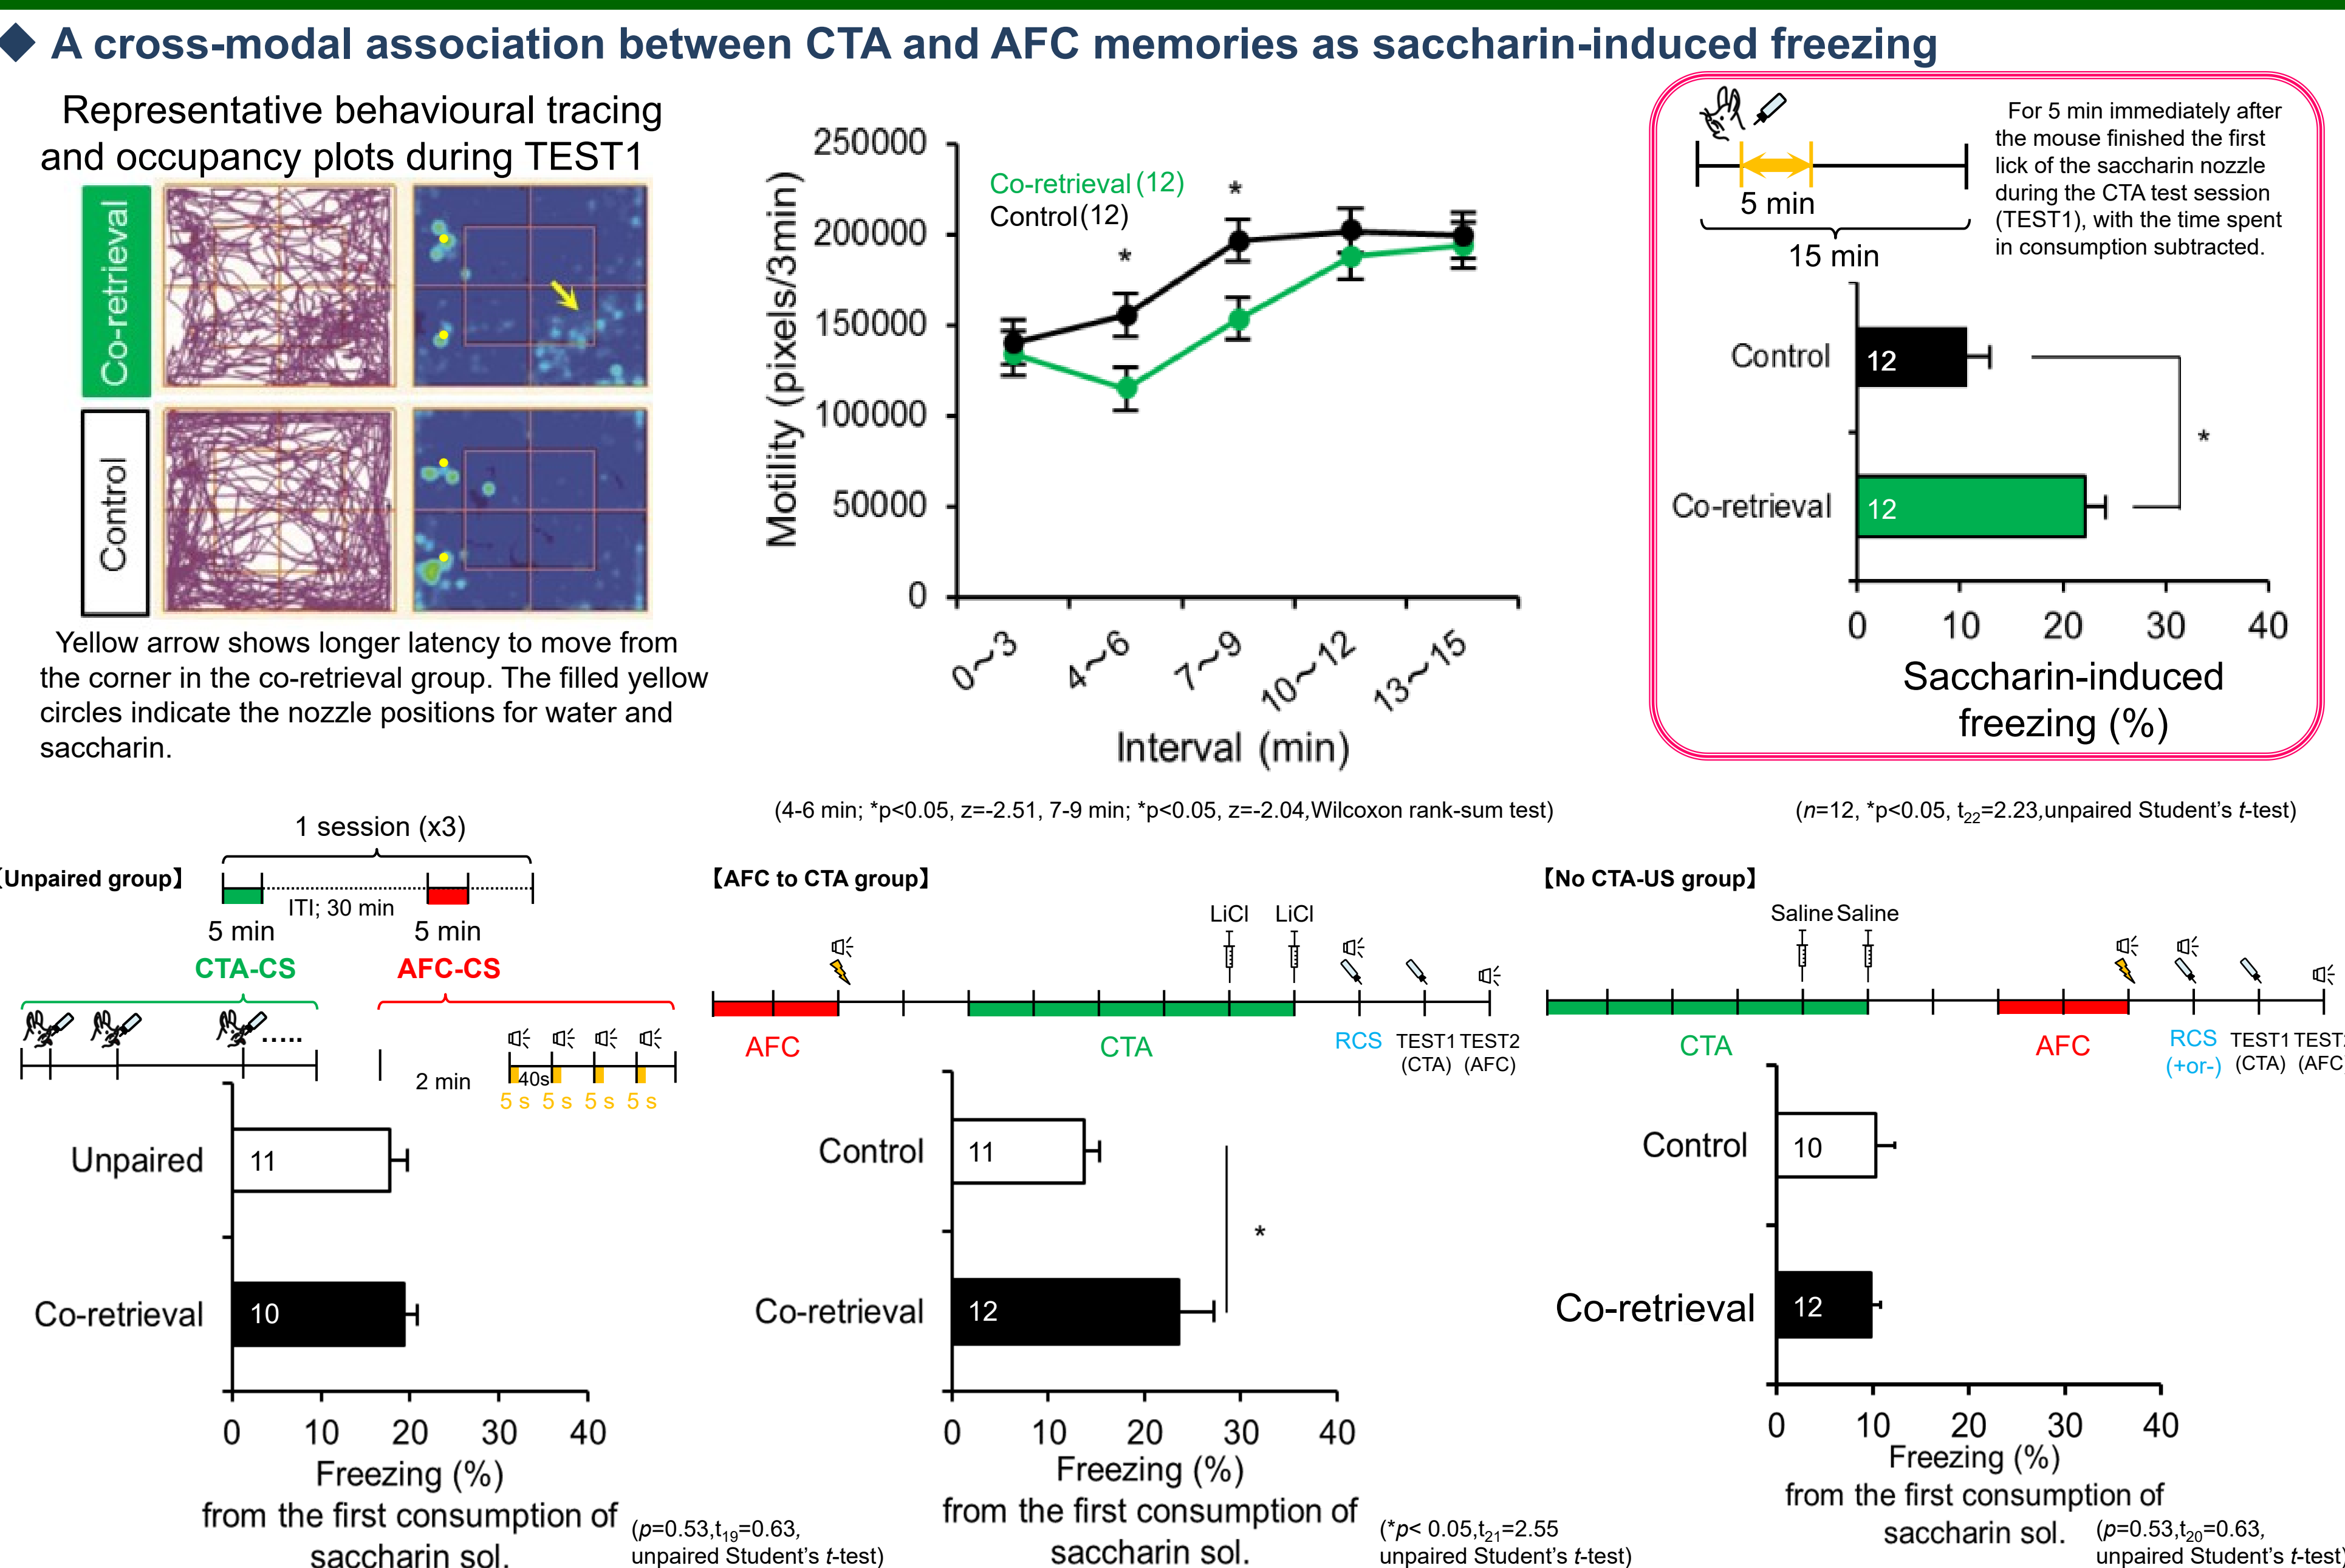 A cross-modal association between CTA and AFC memories as saccharin-induced freezing
Representative behavioural tracing
and occupancy plots during TEST1
Co-retrieval
Control
Yellow arrow shows longer latency to move from
the corner in the co-retrieval group. The filled yellow
circles indicate the nozzle positions for water and
saccharin.
Motility (pixels/3min)
250000
200000
150000
100000
50000
0
Co-retrieval (12)
Control (12)
*
*
0～3
4～6
7～9
10～12
13～15
Interval (min)
(4-6 min; *p<0.05, z=-2.51, 7-9 min; *p<0.05, z=-2.04,Wilcoxon rank-sum test)
5 min
15 min
For 5 min immediately after
the mouse finished the first
lick of the saccharin nozzle
during the CTA test session
(TEST1), with the time spent
in consumption subtracted.
Control
12
Co-retrieval
12
*
0 10 20 30 40
Saccharin-induced
freezing (%)
(n=12, *p<0.05, t22=2.23,unpaired Student's t-test)
【Unpaired group】
1 session (x3)
ITI; 30 min
5 min 5 min
CTA-CS AFC-CS
.....
2 min
40s
5 s 5 s 5 s 5 s
Unpaired
11
Co-retrieval
10
0 10 20 30 40
Freezing (%)
from the first consumption of
saccharin sol.
(p=0.53,t19=0.63,
unpaired Student's t-test)
【AFC to CTA group】
LiCl LiCl
AFC CTA RCS TEST1 TEST2
(CTA) (AFC)
Control
11
Co-retrieval
12
*
0 10 20 30 40
Freezing (%)
from the first consumption of
saccharin sol.
(*p< 0.05,t21=2.55
unpaired Student's t-test)
【No CTA-US group】
Saline Saline
CTA AFC RCS TEST1 TEST2
(+or-) (CTA) (AFC)
Control
10
Co-retrieval
12
0 10 20 30 40
Freezing (%)
from the first consumption of
saccharin sol.
(p=0.53,t20=0.63,
unpaired Student's t-test)